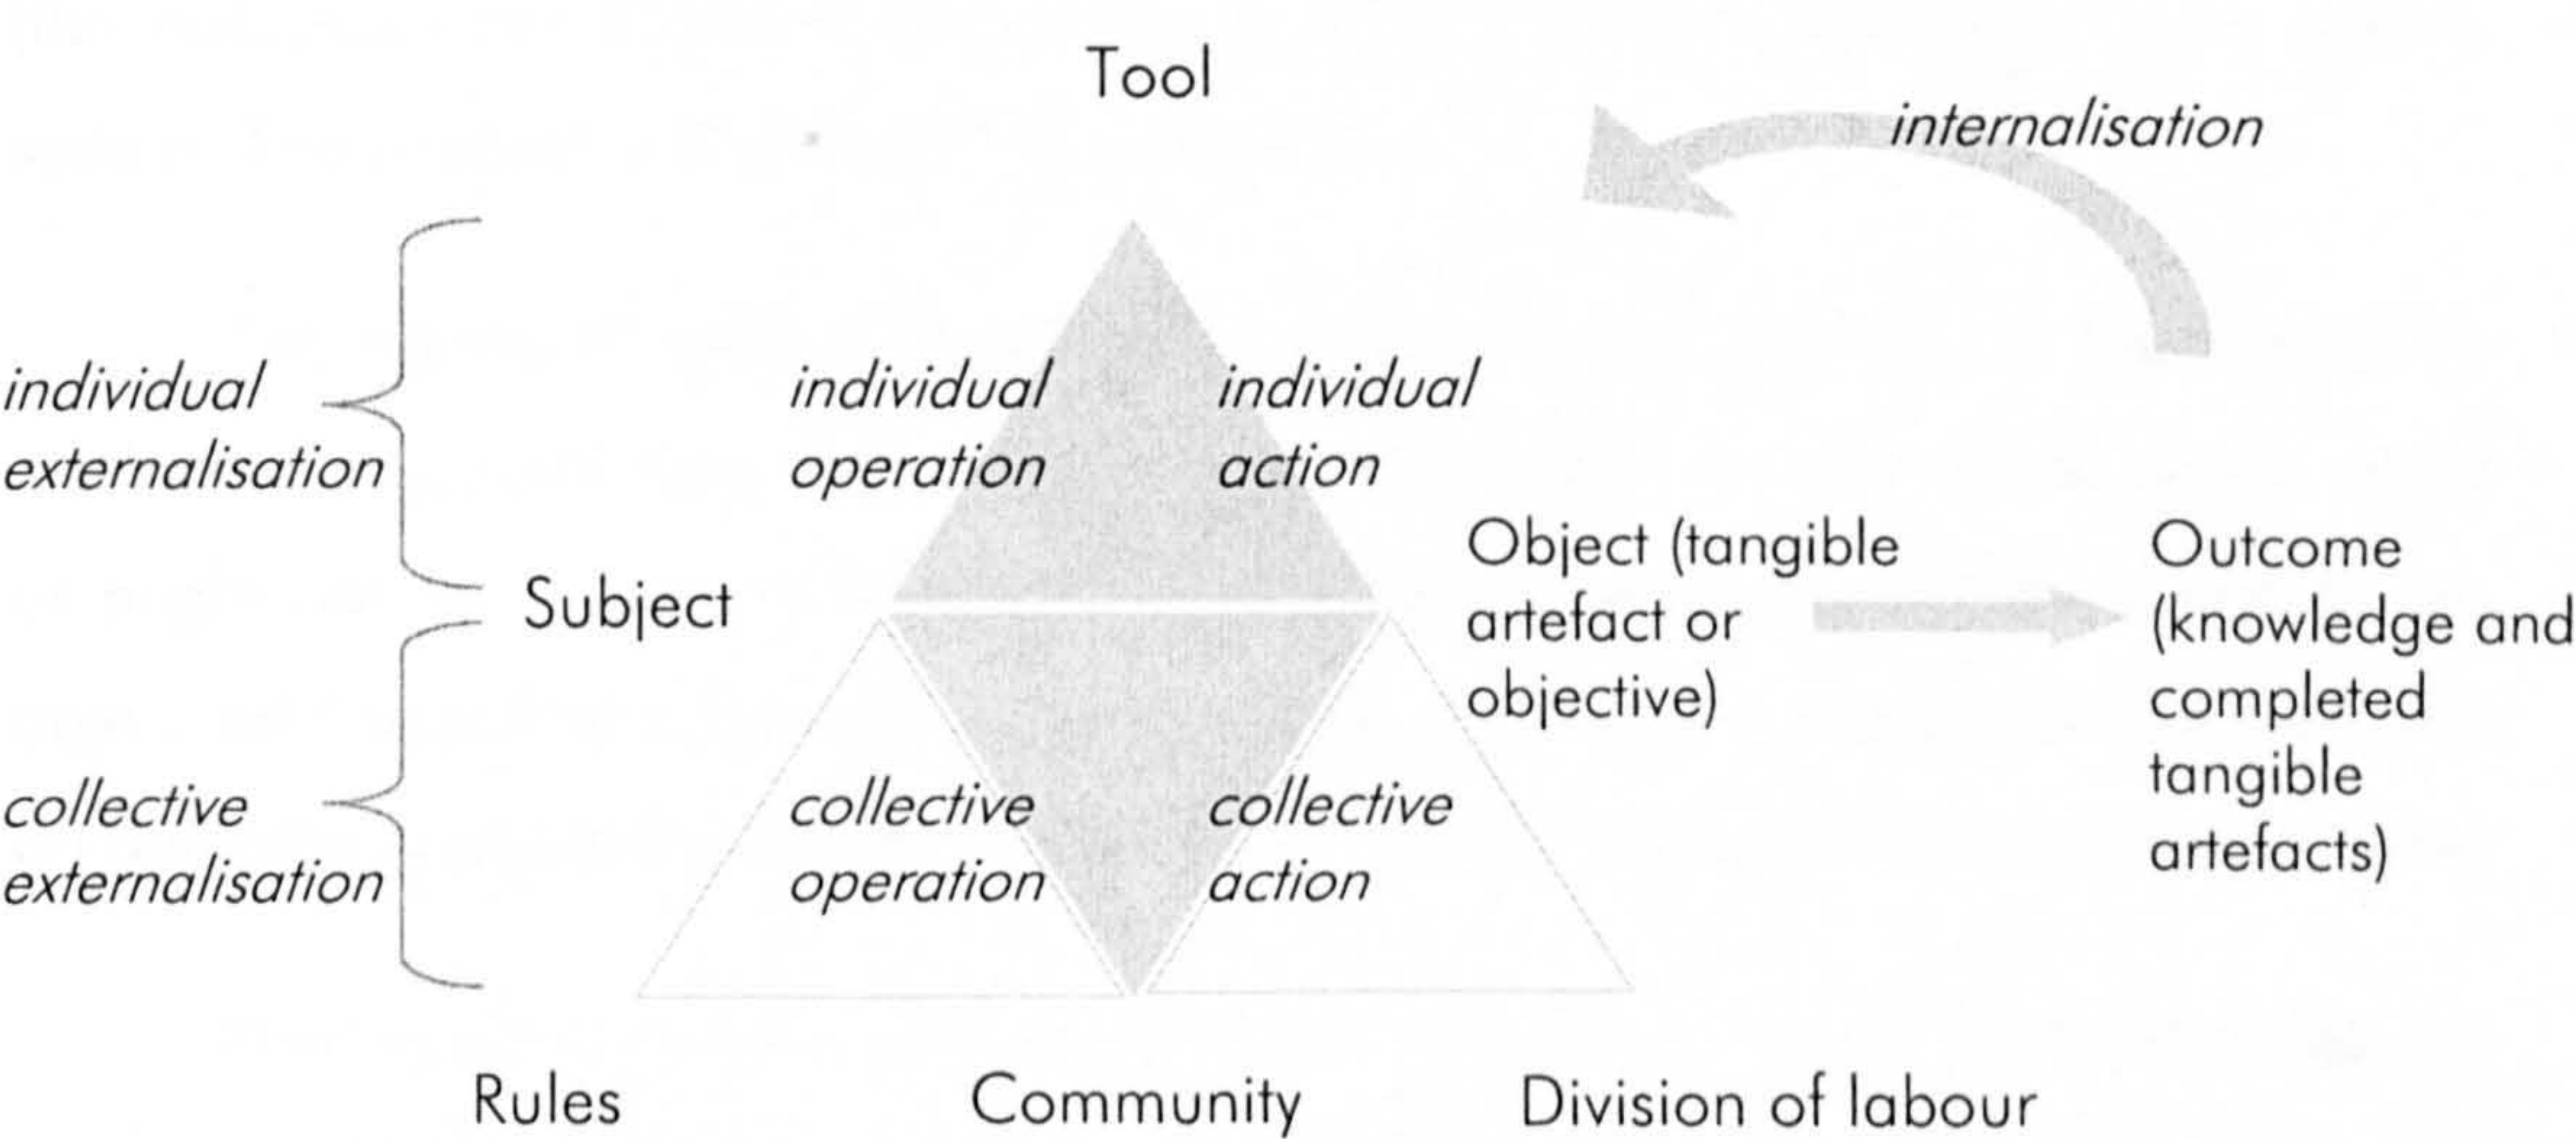 Tool
internalisation
individual
externalisation
individual
operation
individual
action
Subject
Object (tangible
artefact or
objective)
Outcome
(knowledge and
completed
tangible
artefacts)
collective
externalisation
collective
operation
collective
action
Rules
Community
Division of labour